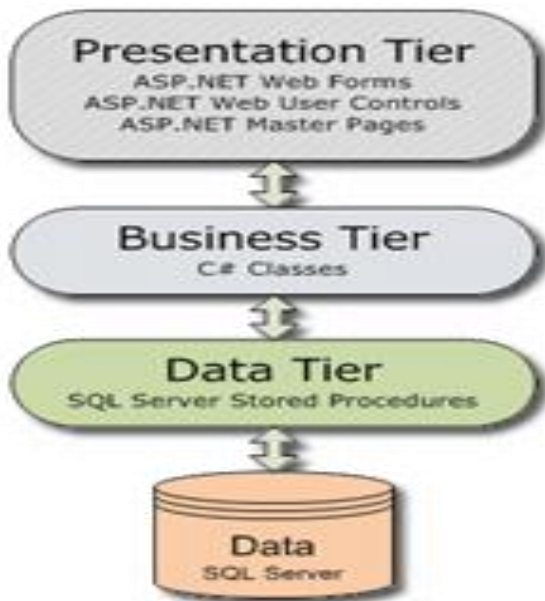 Presentation Tier
ASP.NET Web Forms
ASP.NET Web User Controls
ASP.NET Master Pages
Business Tier
C# Classes
Data Tier
SQL Server Stored Procedures
Data
SQL Server